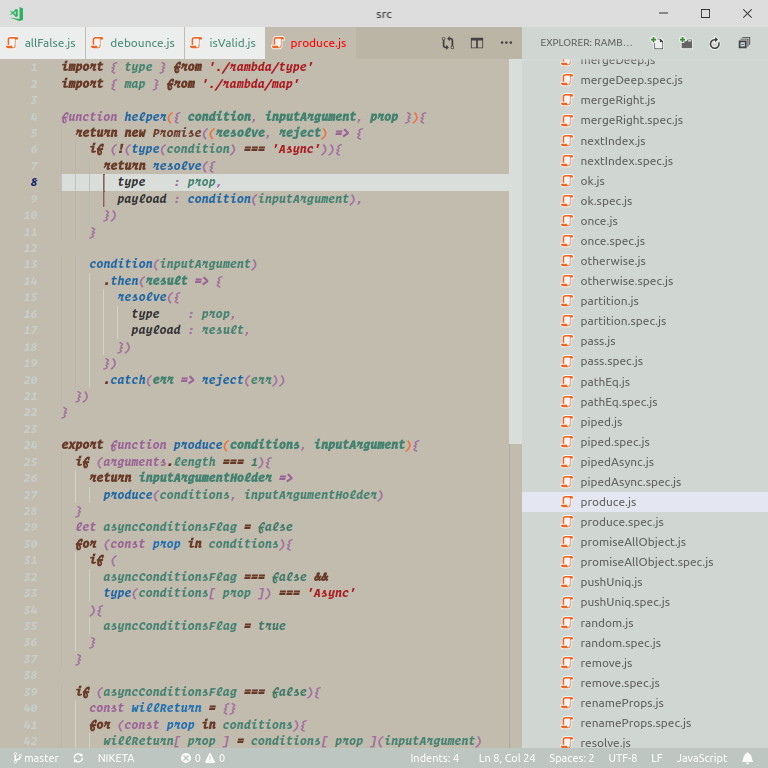 src
allFalse.js
debounce.js
isValid.js
produce.js
EXPLORER: RAMB...
1 import { type } from './rambda/type'
2 import { map } from './rambda/map'
3
4 function helper({ condition, inputArgument, prop }){
5 return new Promise((resolve, reject) => {
6 if (!(type(condition) === 'Async')){
7 return resolve({
8 type : prop,
9 payload : condition(inputArgument),
10 })
11 }
12
13 condition(inputArgument)
14 .then(result => {
15 resolve({
16 type : prop,
17 payload : result,
18 })
19 })
20 .catch(err => reject(err))
21 })
22 }
23
24 export function produce(conditions, inputArgument){
25 if (arguments.length === 1){
26 return inputArgumentHolder =>
27 produce(conditions, inputArgumentHolder)
28 }
29 let asyncConditionsFlag = false
30 for (const prop in conditions){
31 if (
32 asyncConditionsFlag === false &&
33 type(conditions[ prop ]) === 'Async'
34 ){
35 asyncConditionsFlag = true
36 }
37 }
38
39 if (asyncConditionsFlag === false){
40 const willReturn = {}
41 for (const prop in conditions){
42 willReturn[ prop ] = conditions[ prop ](inputArgument)
mergeDeep.js
mergeDeep.spec.js
mergeRight.js
mergeRight.spec.js
nextIndex.js
nextIndex.spec.js
ok.js
ok.spec.js
once.js
once.spec.js
otherwise.js
otherwise.spec.js
partition.js
partition.spec.js
pass.js
pass.spec.js
pathEq.js
pathEq.spec.js
piped.js
piped.spec.js
pipedAsync.js
pipedAsync.spec.js
produce.js
produce.spec.js
promiseAllObject.js
promiseAllObject.spec.js
pushUniq.js
pushUniq.spec.js
random.js
random.spec.js
remove.js
remove.spec.js
renameProps.js
renameProps.spec.js
resolve.js
master NIKETA 0 0 Indents: 4 Ln 8, Col 24 Spaces: 2 UTF-8 LF JavaScript